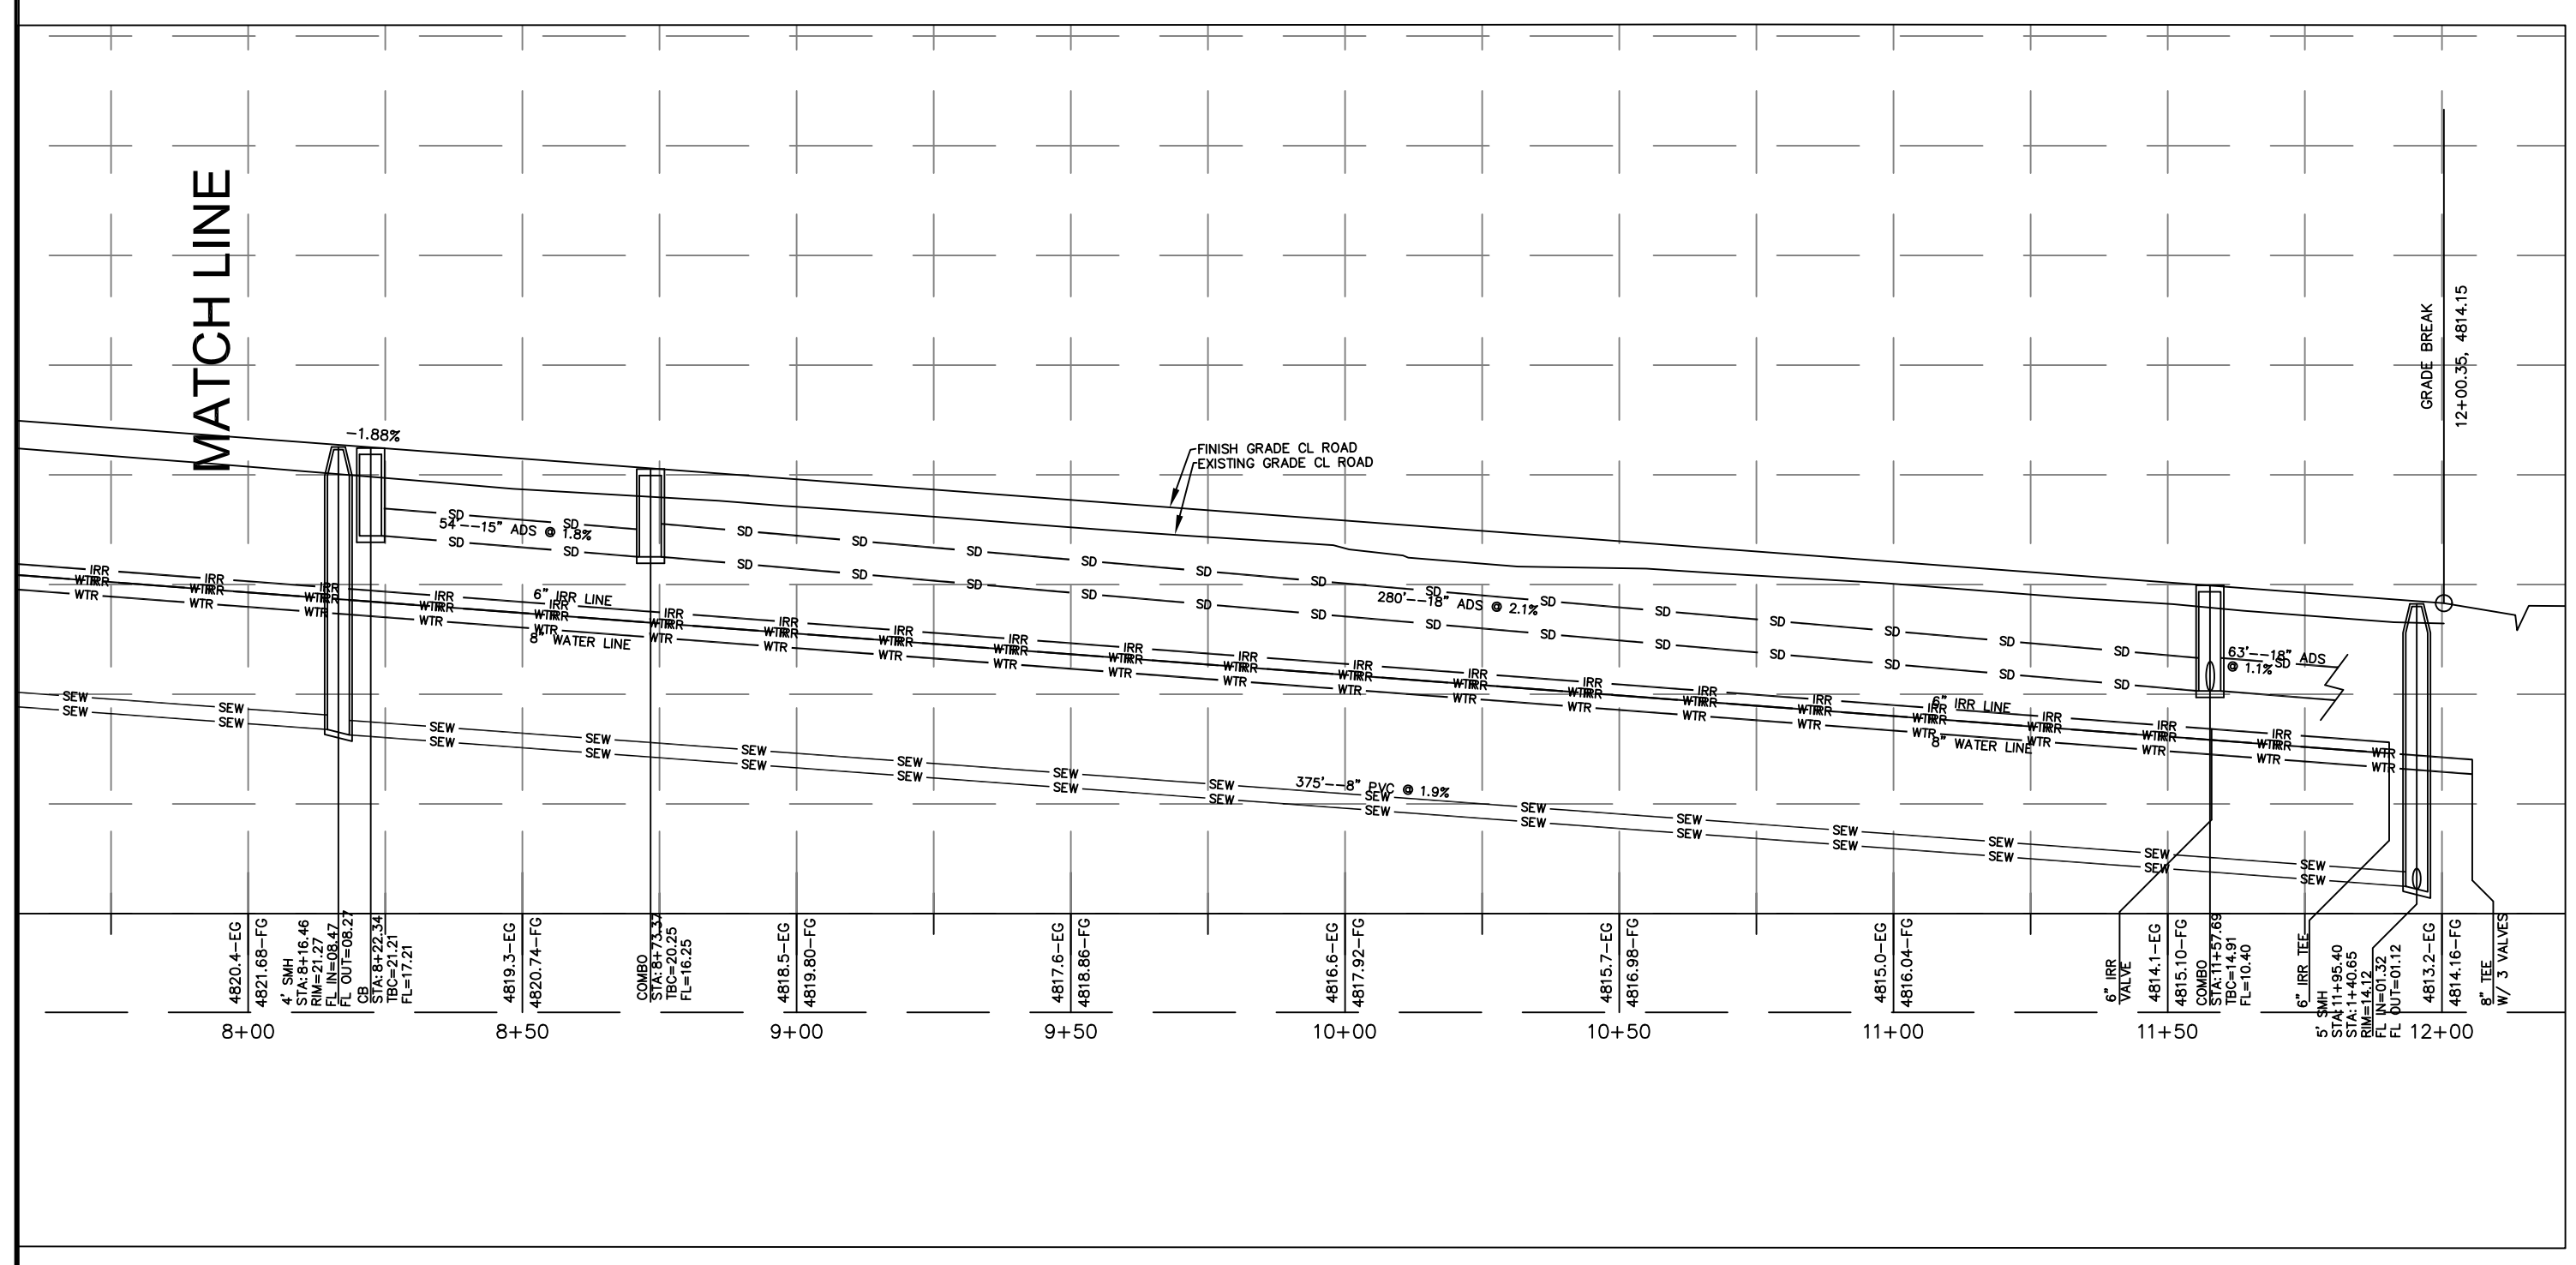 MATCH LINE
-1.88%
FINISH GRADE CL ROAD
EXISTING GRADE CL ROAD
GRADE BREAK
12+00.35, 4814.15
54'--15" ADS @ 1.8%
280'--18" ADS @ 2.1%
63'--18" ADS
@ 1.1%
6" IRR LINE
8" WATER LINE
6" IRR LINE
8" WATER LINE
375'--8" PVC @ 1.9%
SD
IRR
WTR
SEW
4820.4-EG
4821.68-FG
4' SMH
STA: 8+16.46
RIM=21.27
FL IN=08.47
FL OUT=08.27
CB
STA: 8+22.34
TBC=21.21
FL=17.21
4819.3-EG
4820.74-FG
COMBO
STA: 8+73.37
TBC=20.25
FL=16.25
4818.5-EG
4819.80-FG
4817.6-EG
4818.86-FG
4816.6-EG
4817.92-FG
4815.7-EG
4816.98-FG
4815.0-EG
4816.04-FG
6" IRR
VALVE
4814.1-EG
4815.10-FG
COMBO
STA: 11+57.69
TBC=14.91
FL=10.40
6" IRR TEE
5' SMH
STA: 11+95.40
STA: 1+40.65
RIM=14.12
FL IN=01.32
FL OUT=01.12
4813.2-EG
4814.16-FG
8" TEE
W/ 3 VALVES
8+00
8+50
9+00
9+50
10+00
10+50
11+00
11+50
12+00